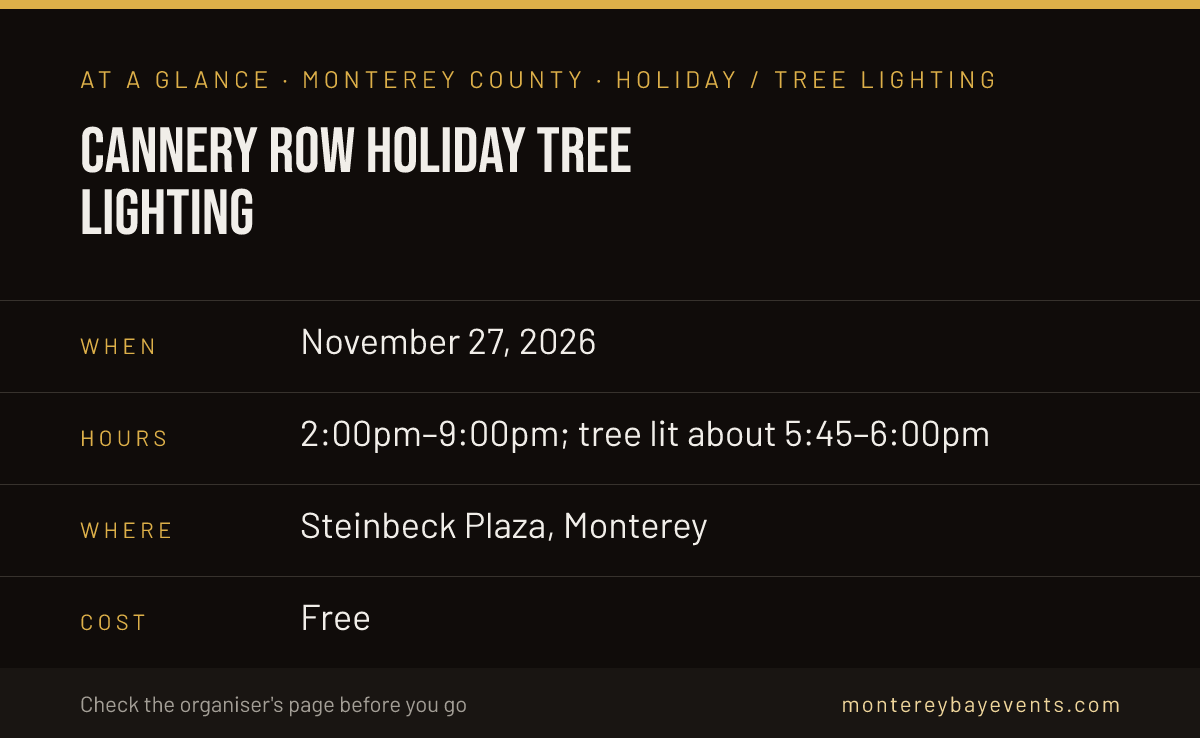 AT A GLANCE · MONTEREY COUNTY · HOLIDAY / TREE LIGHTING
CANNERY ROW HOLIDAY TREE
LIGHTING
WHEN November 27, 2026
HOURS 2:00pm–9:00pm; tree lit about 5:45–6:00pm
WHERE Steinbeck Plaza, Monterey
COST Free
Check the organiser's page before you go montereybayevents.com